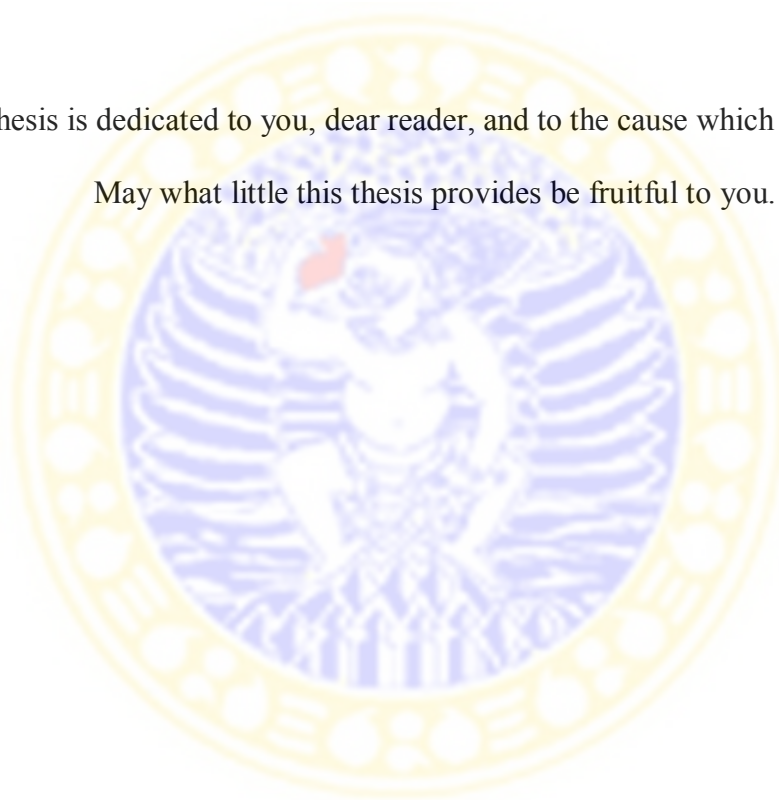 hesis is dedicated to you, dear reader, and to the cause which
May what little this thesis provides be fruitful to you.